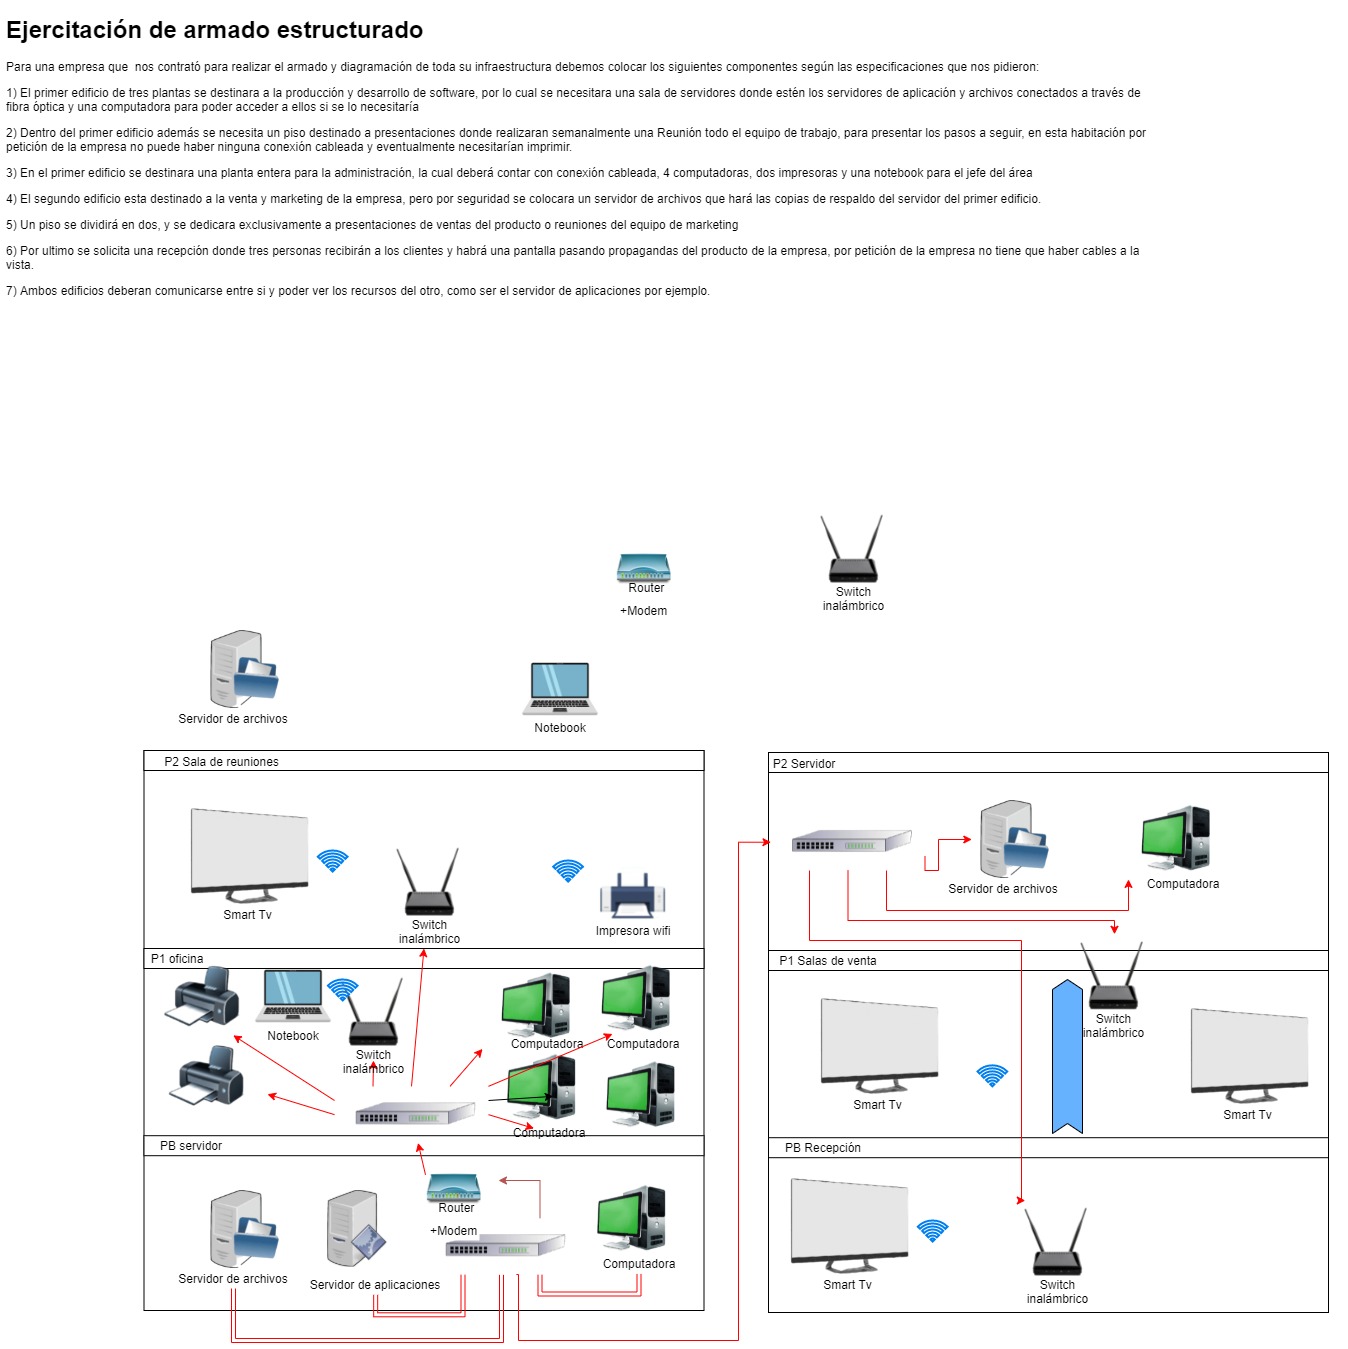 Ejercitación de armado estructurado
Para una empresa que  nos contrató para realizar el armado y diagramación de toda su infraestructura debemos colocar los siguientes componentes según las especificaciones que nos pidieron:
1) El primer edificio de tres plantas se destinara a la producción y desarrollo de software, por lo cual se necesitara una sala de servidores donde estén los servidores de aplicación y archivos conectados a través de
fibra óptica y una computadora para poder acceder a ellos si se lo necesitaría
2) Dentro del primer edificio además se necesita un piso destinado a presentaciones donde realizaran semanalmente una Reunión todo el equipo de trabajo, para presentar los pasos a seguir, en esta habitación por
petición de la empresa no puede haber ninguna conexión cableada y eventualmente necesitarían imprimir.
3) En el primer edificio se destinara una planta entera para la administración, la cual deberá contar con conexión cableada, 4 computadoras, dos impresoras y una notebook para el jefe del área
4) El segundo edificio esta destinado a la venta y marketing de la empresa, pero por seguridad se colocara un servidor de archivos que hará las copias de respaldo del servidor del primer edificio.
5) Un piso se dividirá en dos, y se dedicara exclusivamente a presentaciones de ventas del producto o reuniones del equipo de marketing
6) Por ultimo se solicita una recepción donde tres personas recibirán a los clientes y habrá una pantalla pasando propagandas del producto de la empresa, por petición de la empresa no tiene que haber cables a la
vista.
7) Ambos edificios deberan comunicarse entre si y poder ver los recursos del otro, como ser el servidor de aplicaciones por ejemplo.
Router
+Modem
Switch
inalámbrico
Servidor de archivos
Notebook
P2 Sala de reuniones
Smart Tv
Switch
inalámbrico
Impresora wifi
P1 oficina
Notebook
Switch
inalámbrico
Computadora
Computadora
Computadora
PB servidor
Router
+Modem
Servidor de archivos
Servidor de aplicaciones
Computadora
P2 Servidor
Servidor de archivos
Computadora
P1 Salas de venta
Switch
inalámbrico
Smart Tv
Smart Tv
PB Recepción
Smart Tv
Switch
inalámbrico